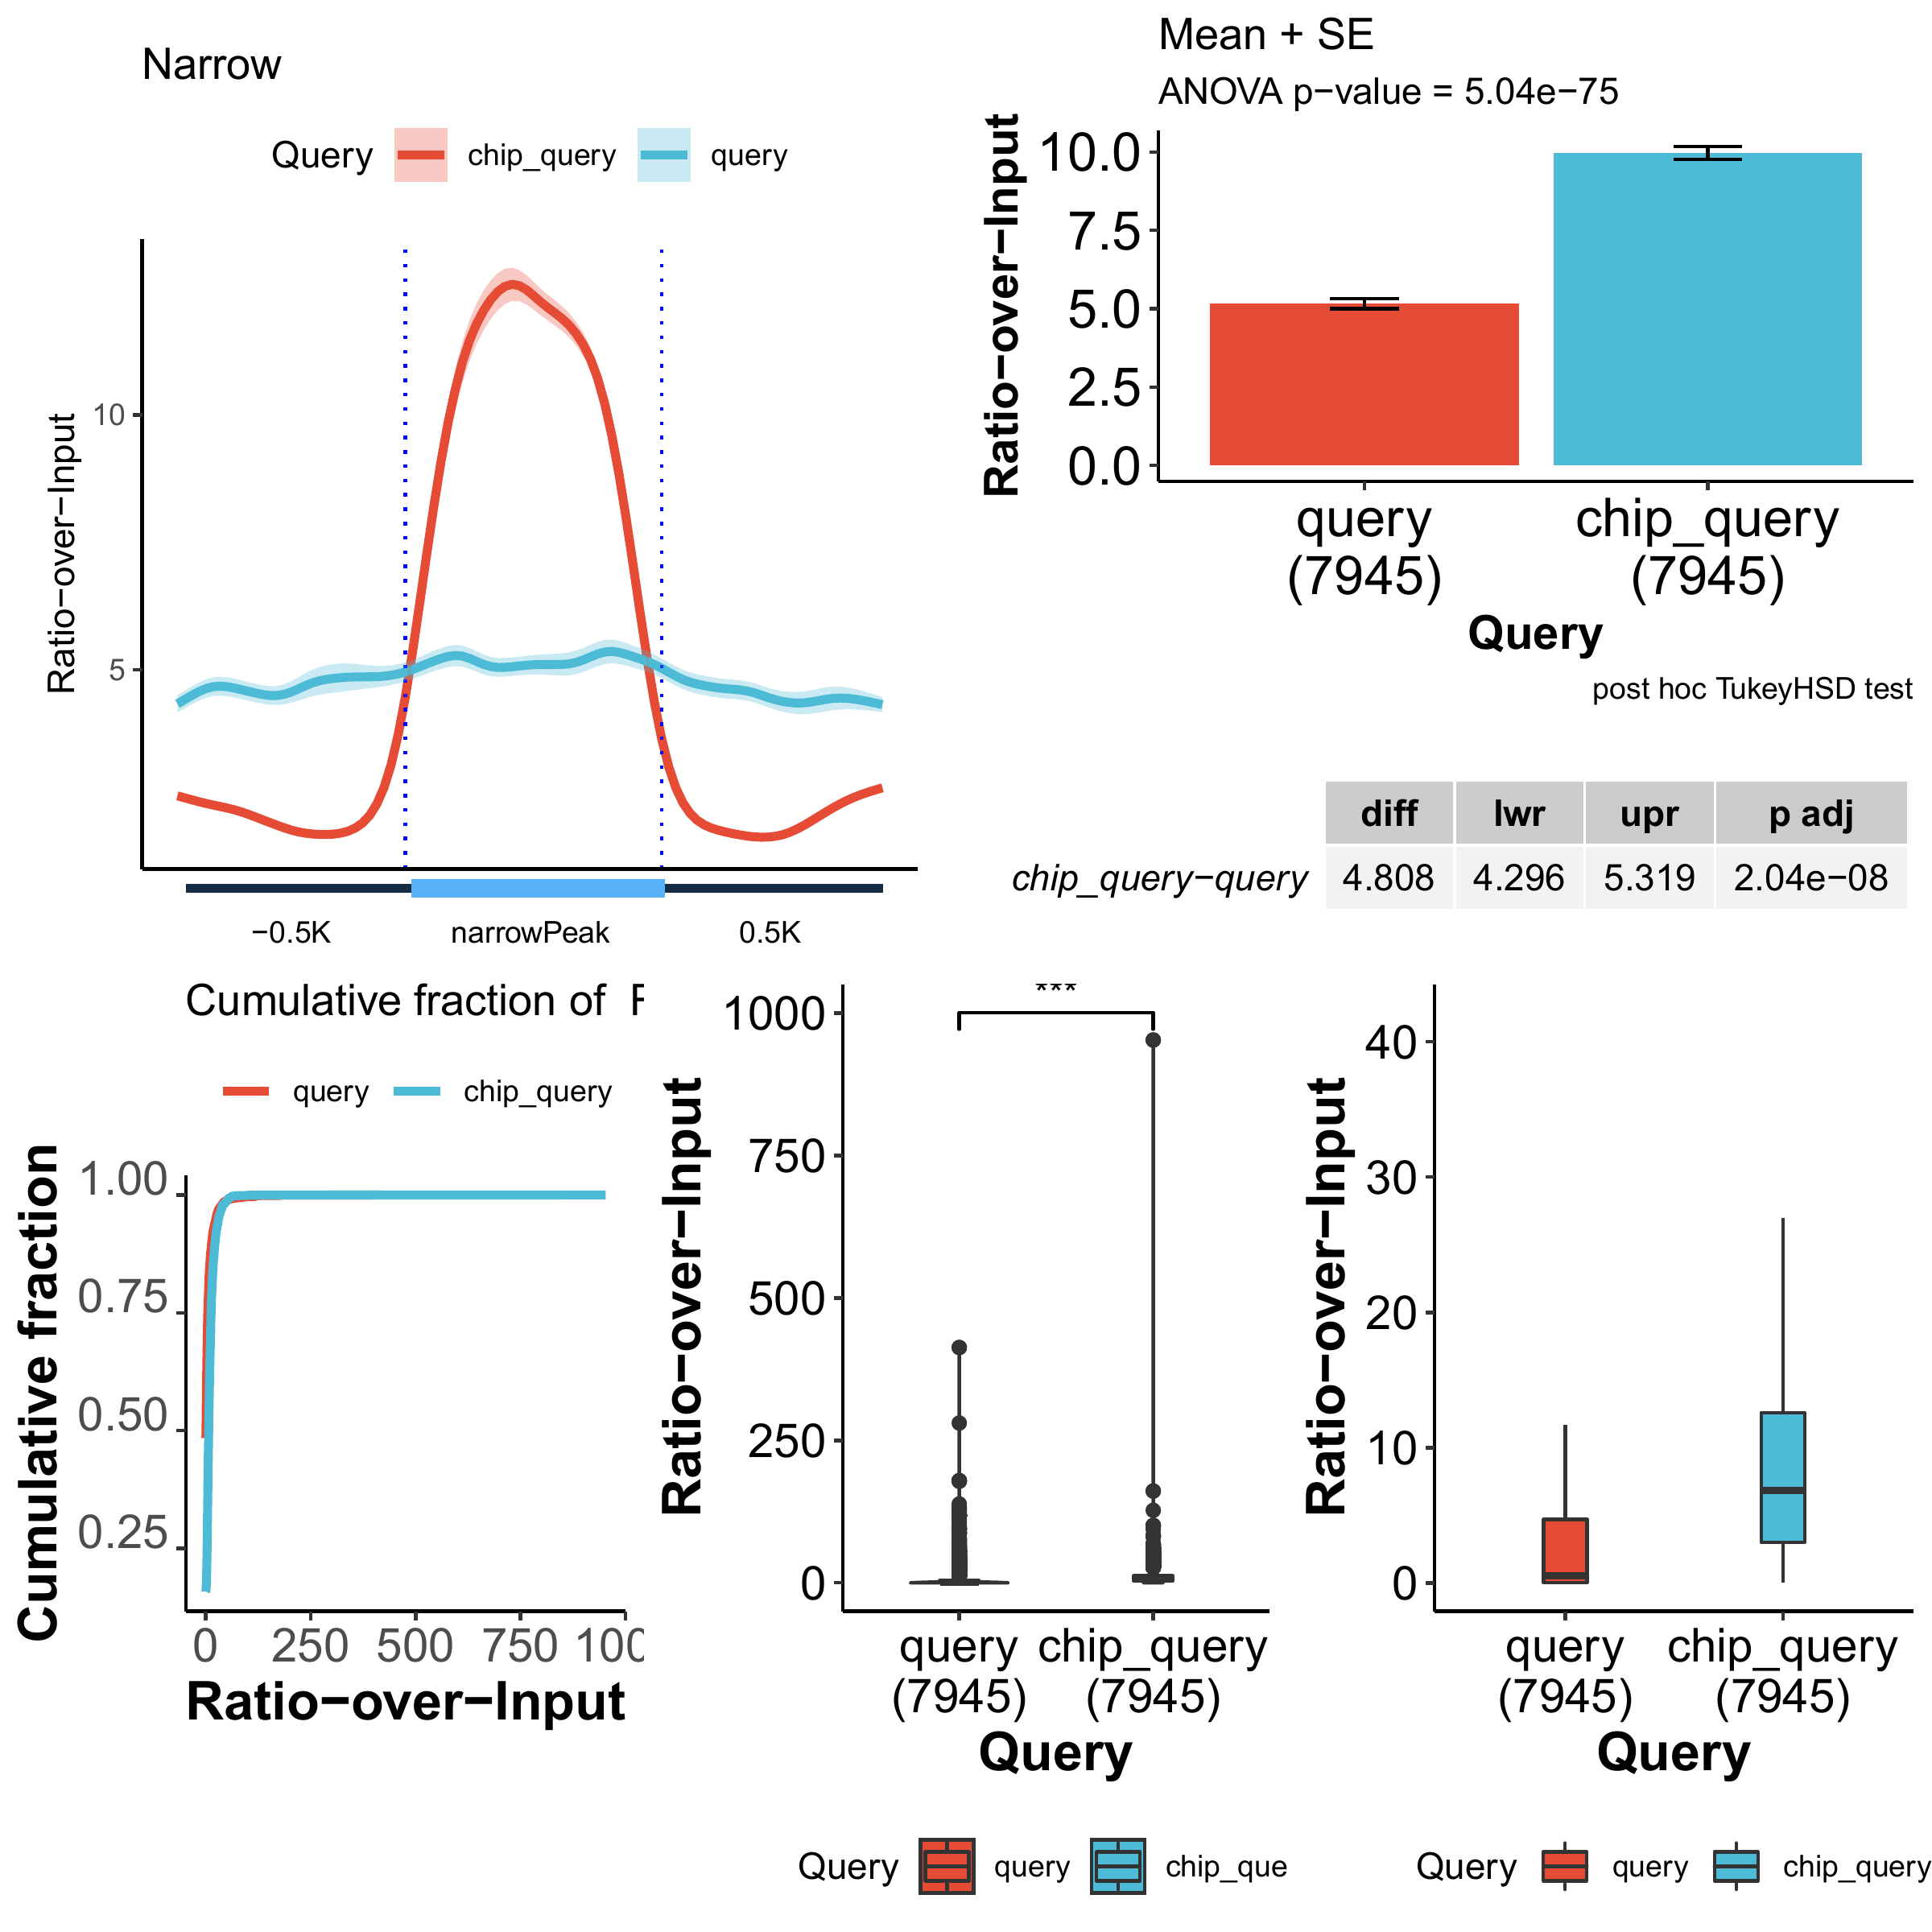 Narrow
Query chip_query query
Ratio−over−Input
10
5
−0.5K narrowPeak 0.5K
Mean + SE
ANOVA p−value = 5.04e−75
Ratio−over−Input
10.0
7.5
5.0
2.5
0.0
query chip_query
(7945) (7945)
Query
post hoc TukeyHSD test
diff lwr upr p adj
chip_query−query 4.808 4.296 5.319 2.04e−08
Cumulative fraction of
query chip_query
Cumulative fraction
1.00
0.75
0.50
0.25
0 250 500 750 100
Ratio−over−Input
***
Ratio−over−Input
1000
750
500
250
0
query chip_query
(7945) (7945)
Query
Query query chip_que
Ratio−over−Input
40
30
20
10
0
query chip_query
(7945) (7945)
Query
Query query chip_query